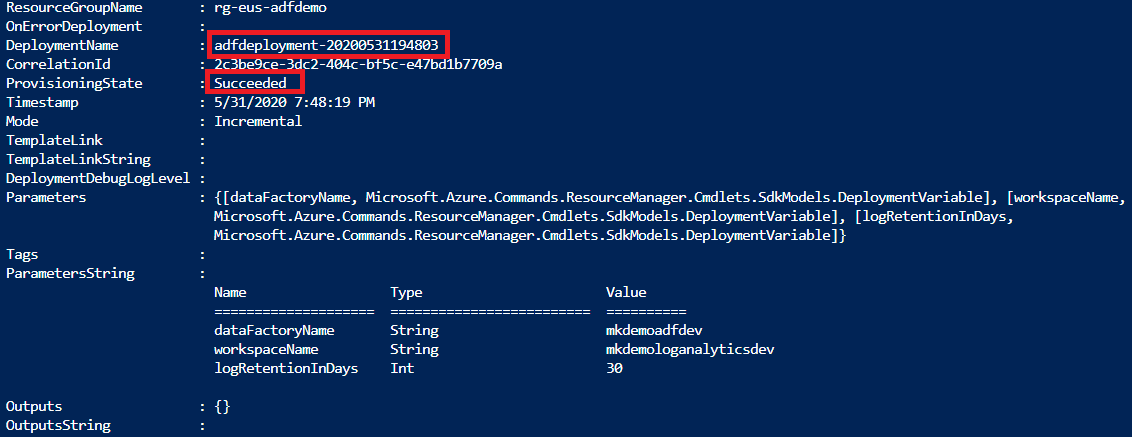 ResourceGroupName : rg-eus-adfdemo
OnErrorDeployment :
DeploymentName : adfdeployment-20200531194803
CorrelationId : 2c3be9ce-3dc2-404c-bf5c-e47bd1b7709a
ProvisioningState : Succeeded
Timestamp : 5/31/2020 7:48:19 PM
Mode : Incremental
TemplateLink :
TemplateLinkString :
DeploymentDebugLogLevel :
Parameters : {[dataFactoryName, Microsoft.Azure.Commands.ResourceManager.Cmdlets.SdkModels.DeploymentVariable], [workspaceName,
Microsoft.Azure.Commands.ResourceManager.Cmdlets.SdkModels.DeploymentVariable], [logRetentionInDays,
Microsoft.Azure.Commands.ResourceManager.Cmdlets.SdkModels.DeploymentVariable]}
Tags :
ParametersString :
Name Type Value
==================== ========================= ==========
dataFactoryName String mkdemoadfdev
workspaceName String mkdemologanalyticsdev
logRetentionInDays Int 30
Outputs : {}
OutputsString :